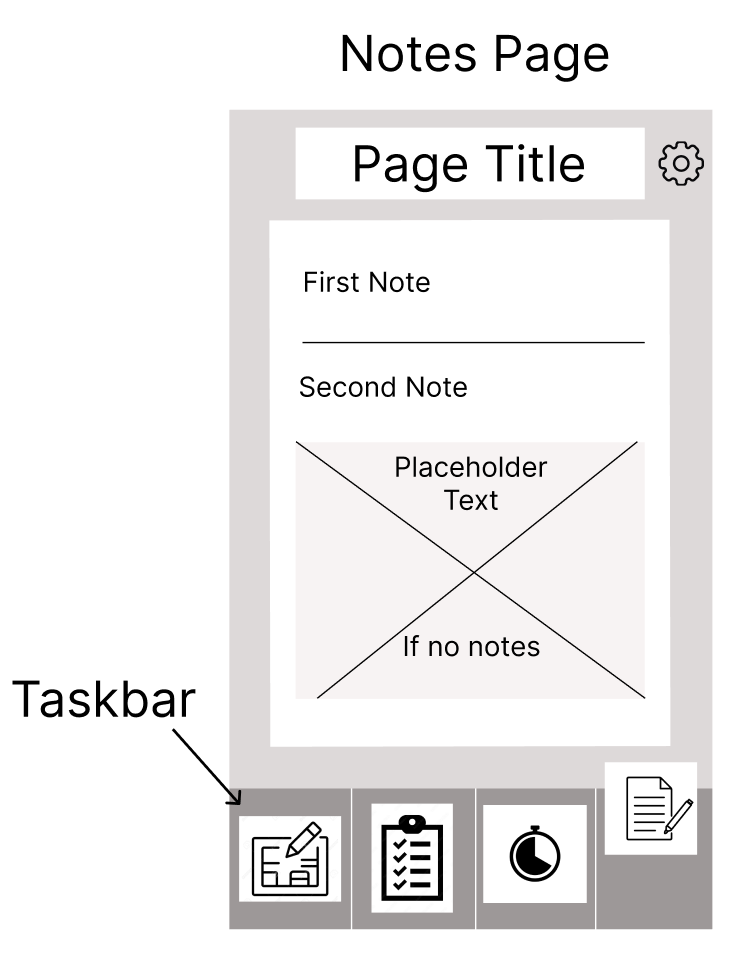 Notes Page
Page Title
First Note
Second Note
Placeholder
Text
If no notes
Taskbar